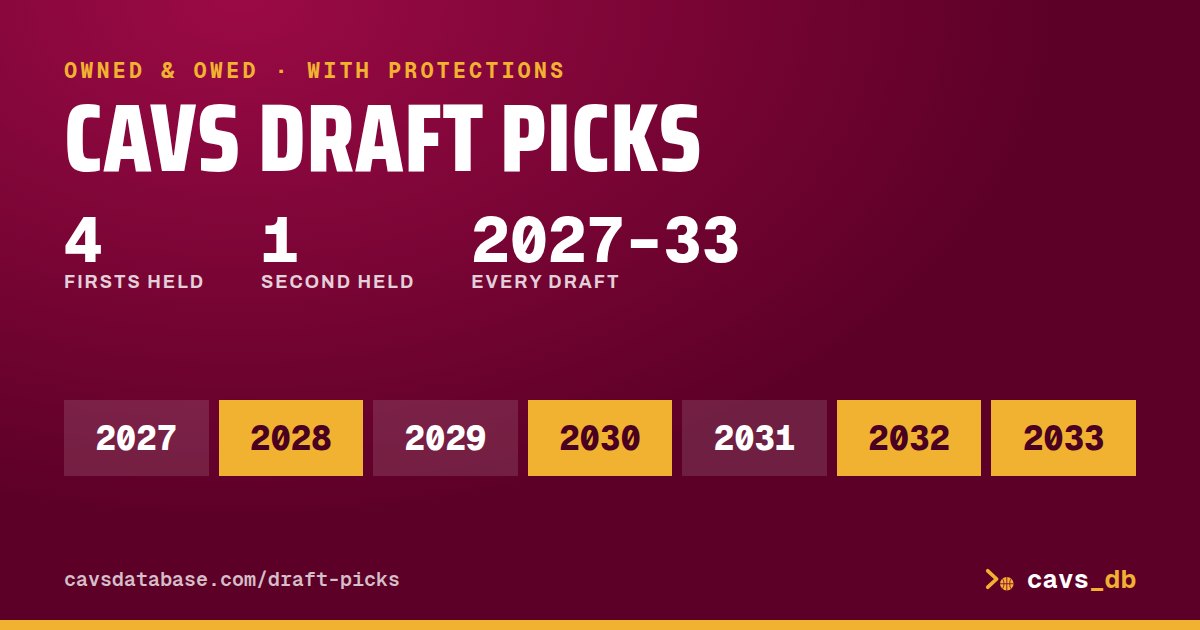 OWNED & OWED · WITH PROTECTIONS
CAVS DRAFT PICKS
4 1 2027–33
FIRSTS HELD SECOND HELD EVERY DRAFT
2027 2028 2029 2030 2031 2032 2033
cavsdatabase.com/draft-picks cavs_db